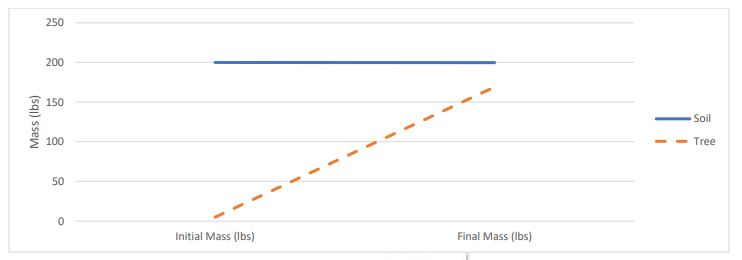 250
200
150
100
50
0
Mass (lbs)
Initial Mass (lbs)
Final Mass (lbs)
Soil
Tree